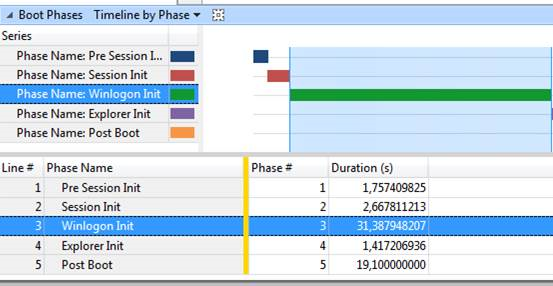 Boot Phases Timeline by Phase
Series
Phase Name: Pre Session I...
Phase Name: Session Init
Phase Name: Winlogon Init
Phase Name: Explorer Init
Phase Name: Post Boot
Line # Phase Name Phase # Duration (s)
1 Pre Session Init 1 1,757409825
2 Session Init 2 2,667811213
3 Winlogon Init 3 31,387948207
4 Explorer Init 4 1,417206936
5 Post Boot 5 19,100000000